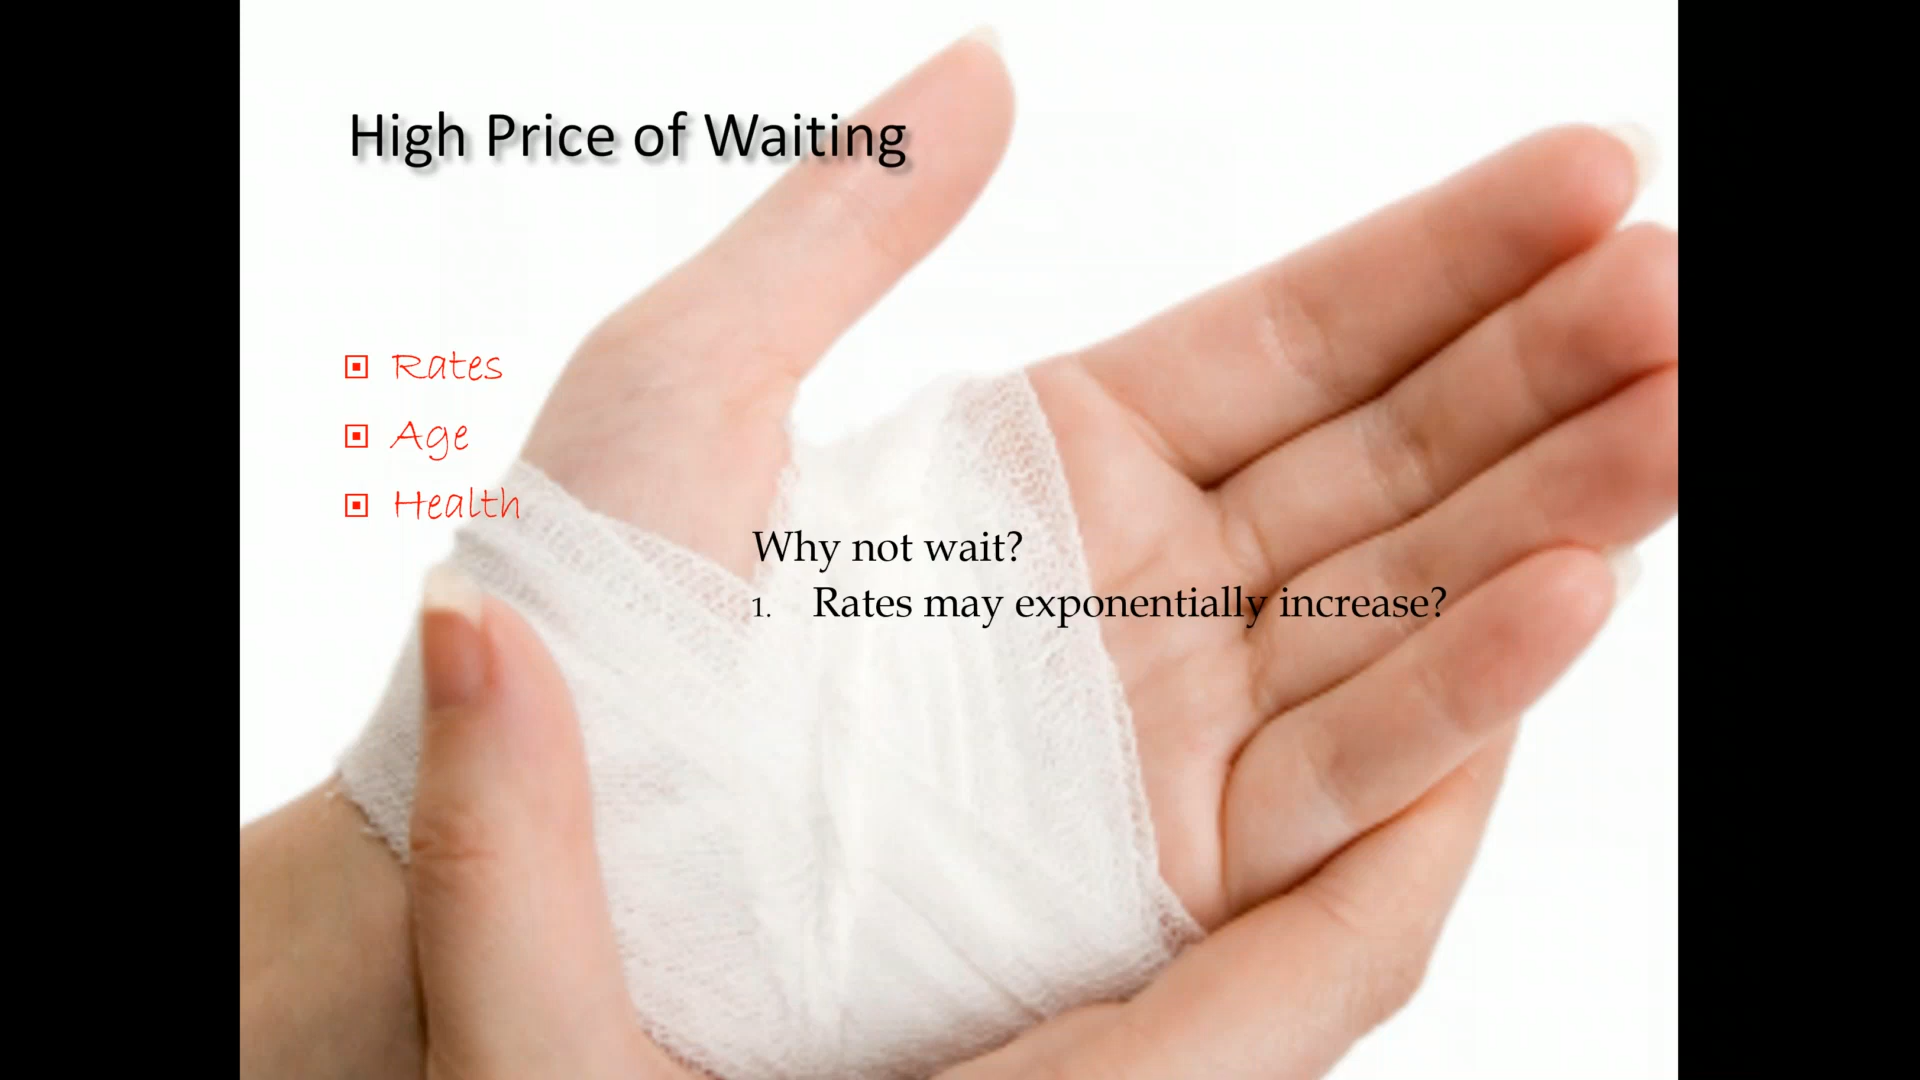 High Price of Waiting
Rates
Age
Health
Why not wait?
1. Rates may exponentially increase?